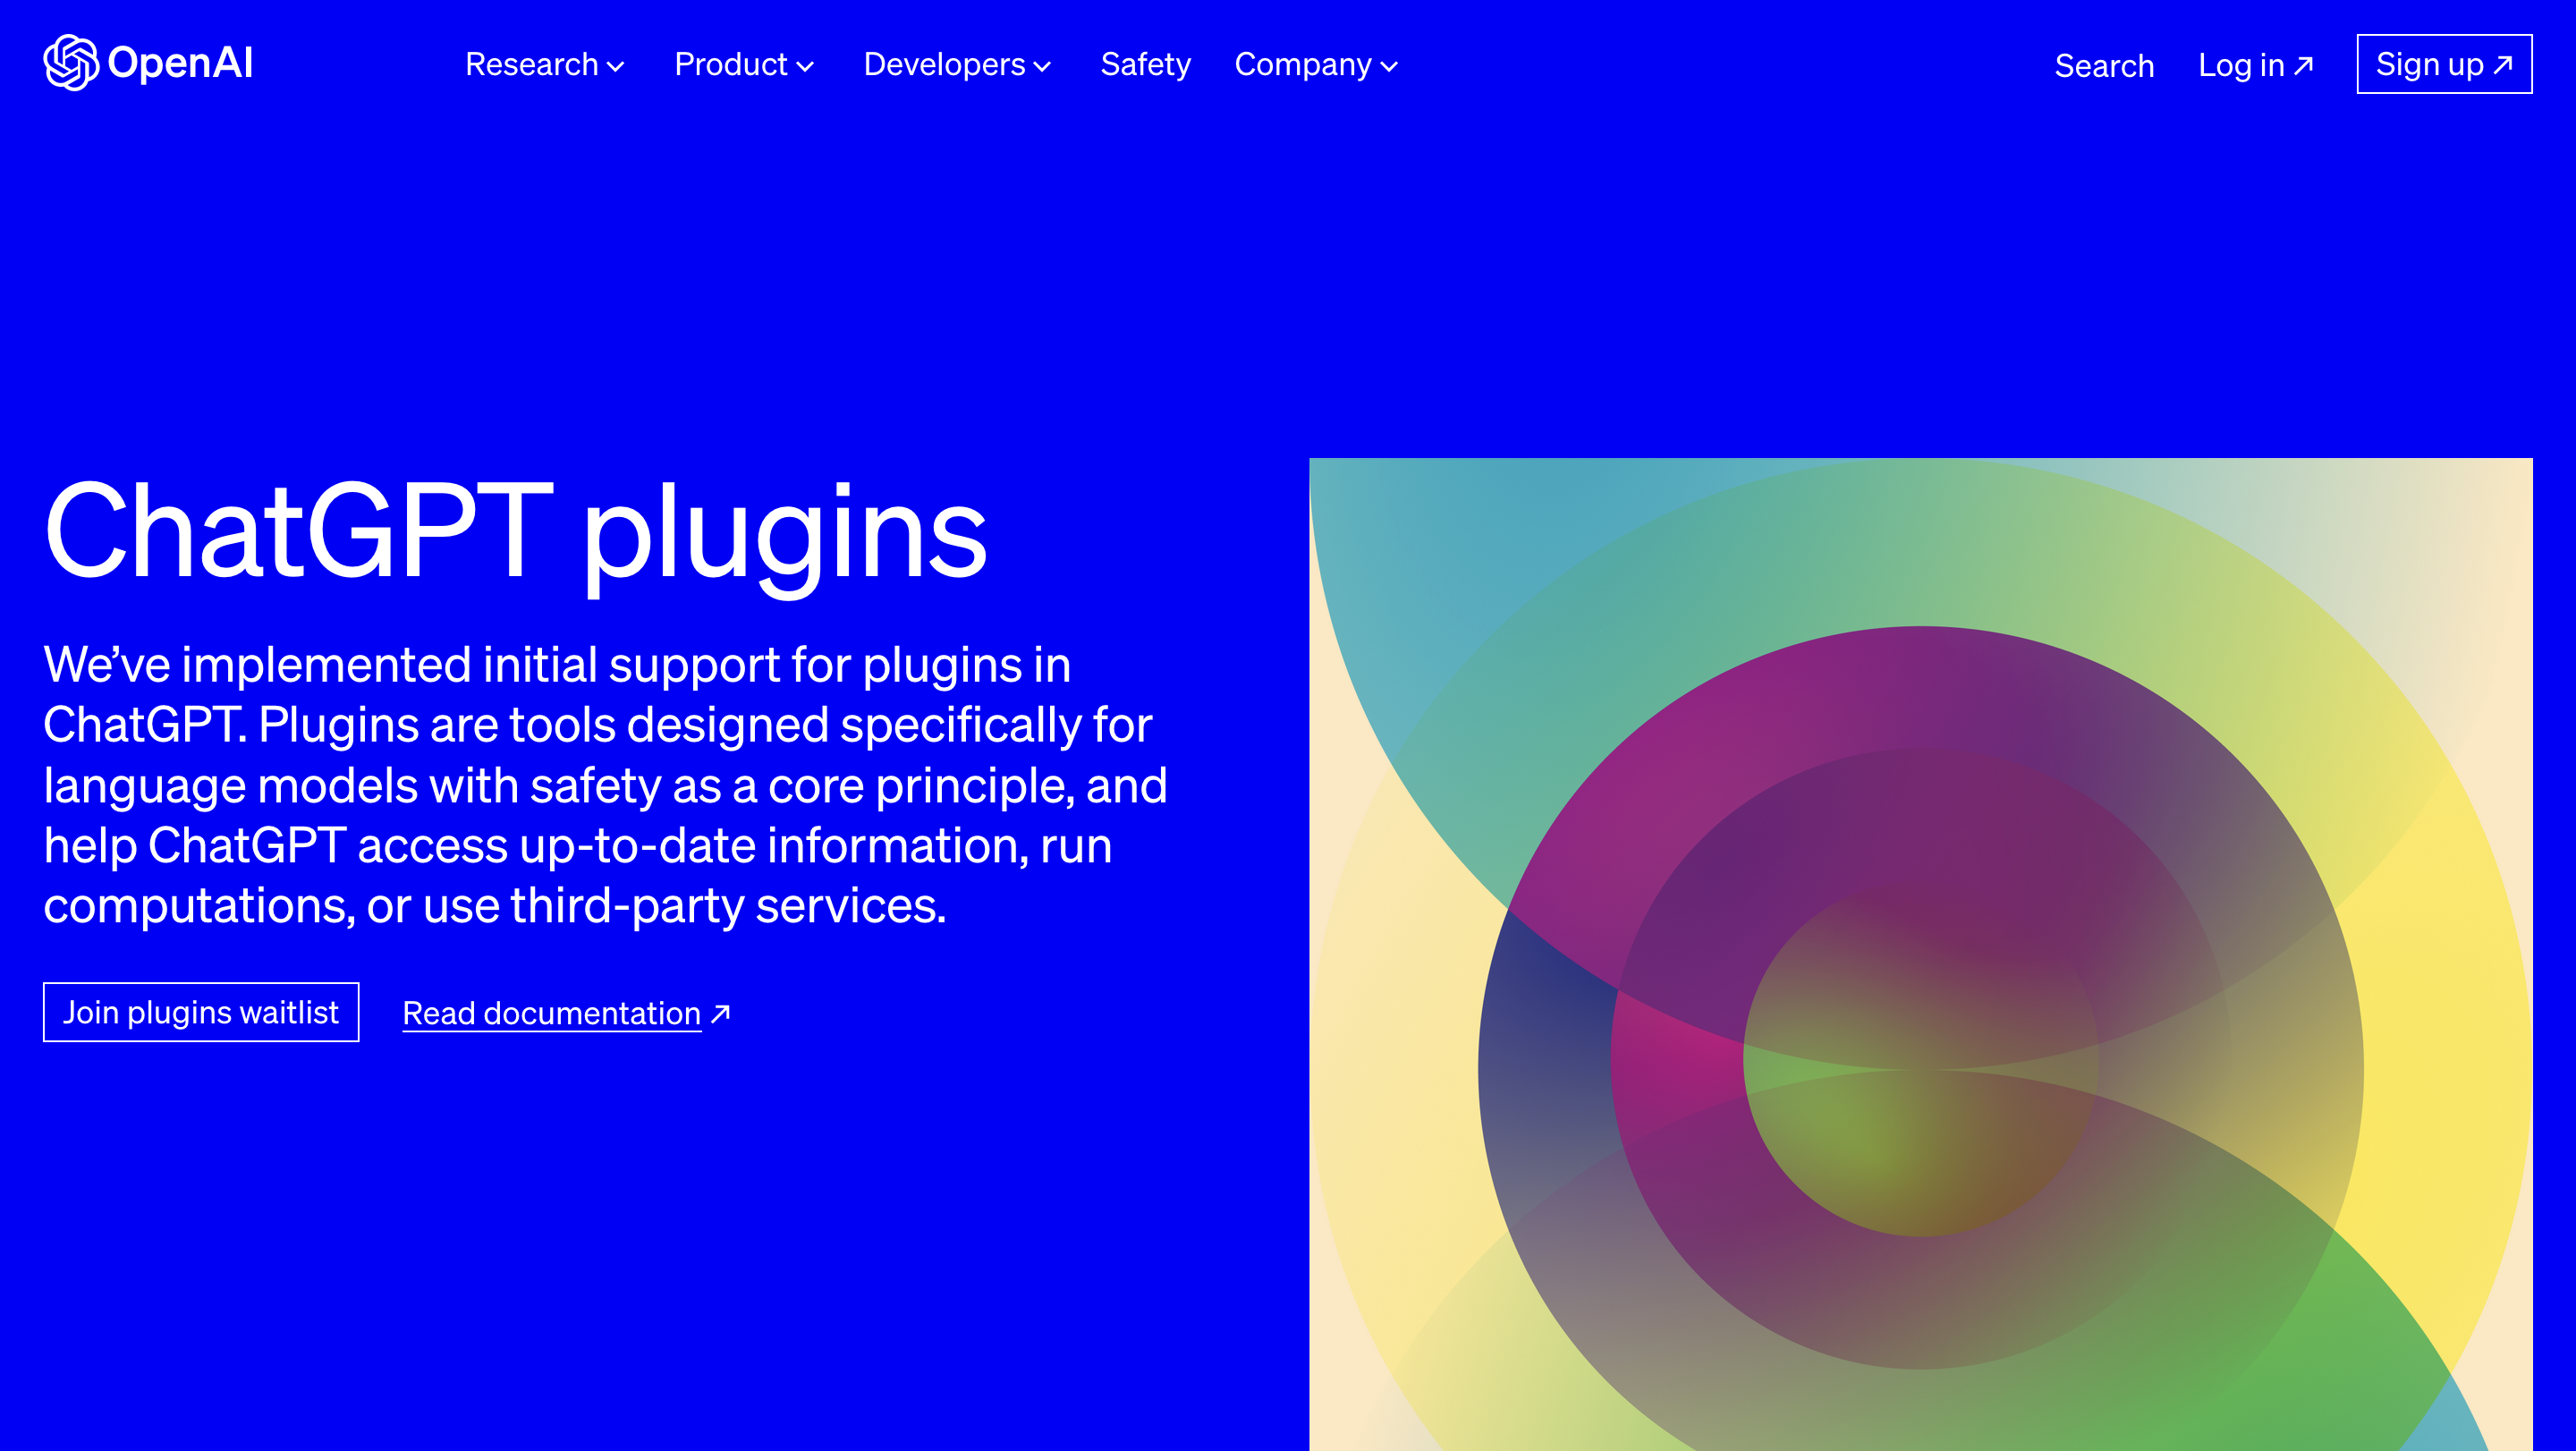 OpenAI
Research
Product
Developers
Safety
Company
Search
Log in ↗
Sign up ↗
ChatGPT plugins
We’ve implemented initial support for plugins in
ChatGPT. Plugins are tools designed specifically for
language models with safety as a core principle, and
help ChatGPT access up-to-date information, run
computations, or use third-party services.
Join plugins waitlist
Read documentation ↗